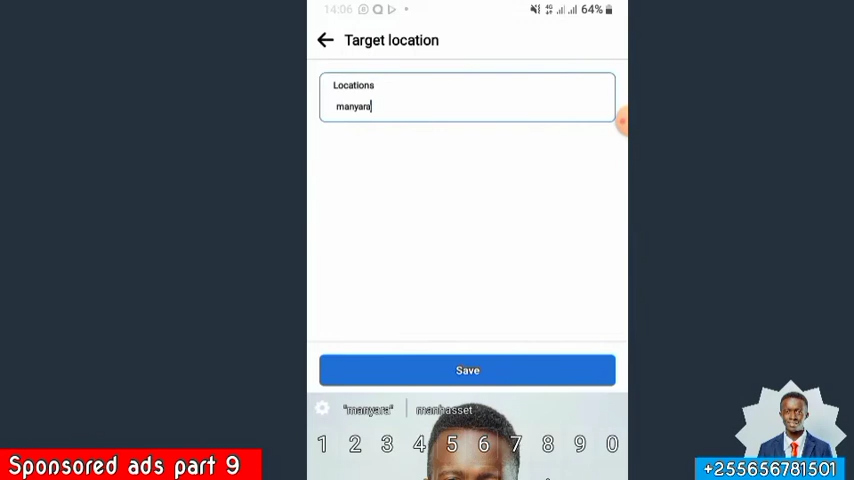 14:06
64%
Target location
Locations
manyara
Save
"manyara" manhasset
1 2 3 4 5 6 7 8 9 0
Sponsored ads part 9
+255656781501